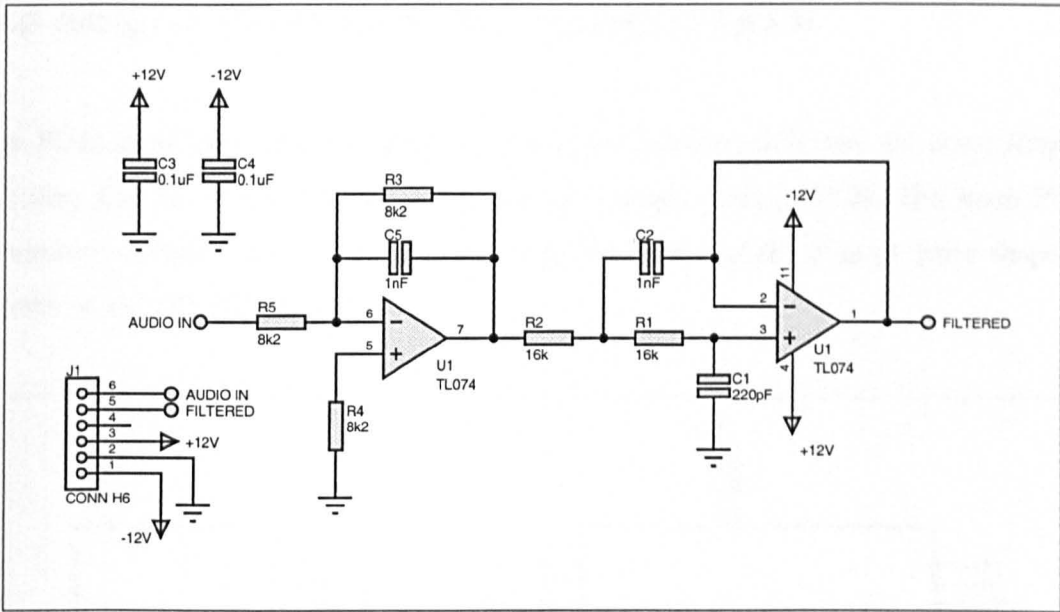 +12V
-12V
C3
0.1uF
C4
0.1uF
R3
8k2
C5
1nF
C2
1nF
-12V
11
AUDIO IN
R5
8k2
6
7
5
U1
TL074
R2
16k
R1
16k
2
3
1
FILTERED
4
U1
TL074
C1
220pF
+12V
R4
8k2
J1
6
AUDIO IN
5
FILTERED
4
3
+12V
2
1
CONN H6
-12V